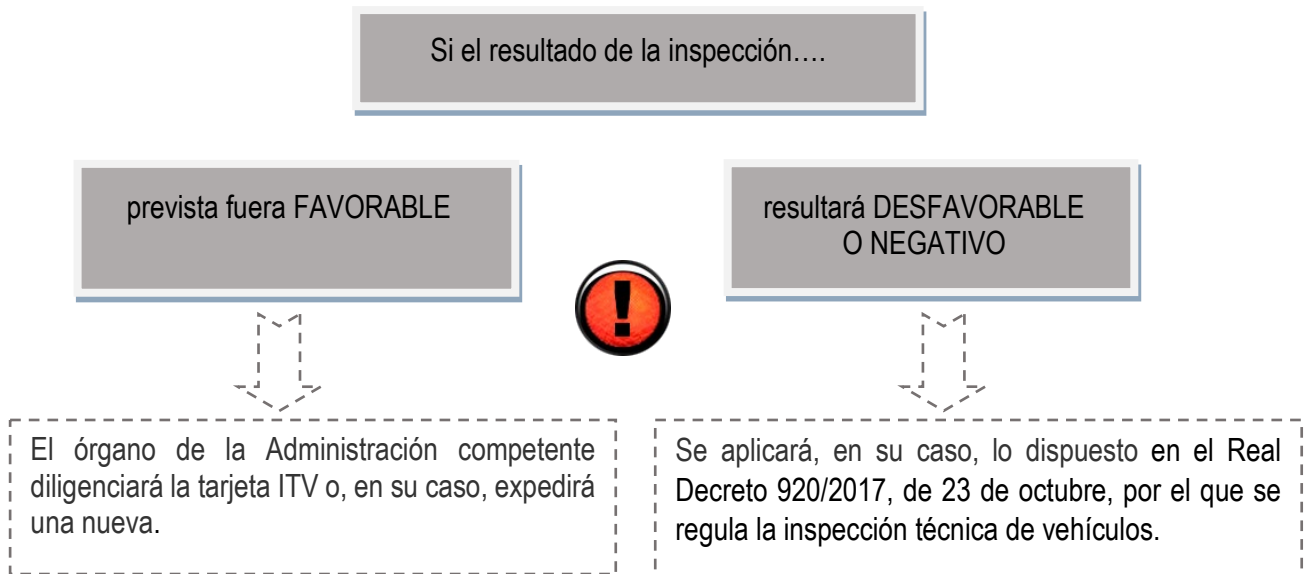 Si el resultado de la inspección….
prevista fuera FAVORABLE
resultará DESFAVORABLE
O NEGATIVO
!
El órgano de la Administración competente
diligenciará la tarjeta ITV o, en su caso, expedirá
una nueva.
Se aplicará, en su caso, lo dispuesto en el Real
Decreto 920/2017, de 23 de octubre, por el que se
regula la inspección técnica de vehículos.